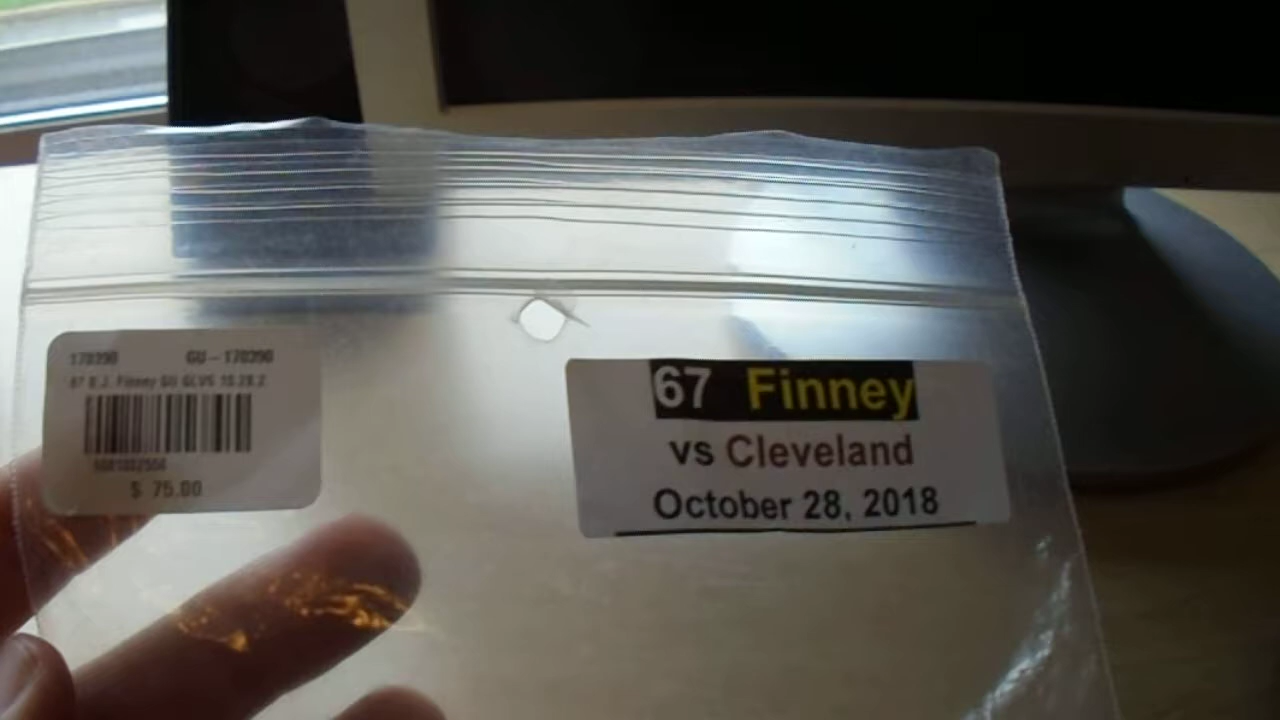 170390 GU-170390
67 B.J. Finney GU GLVS 10.28.2
$ 75.00
67 Finney
vs Cleveland
October 28, 2018